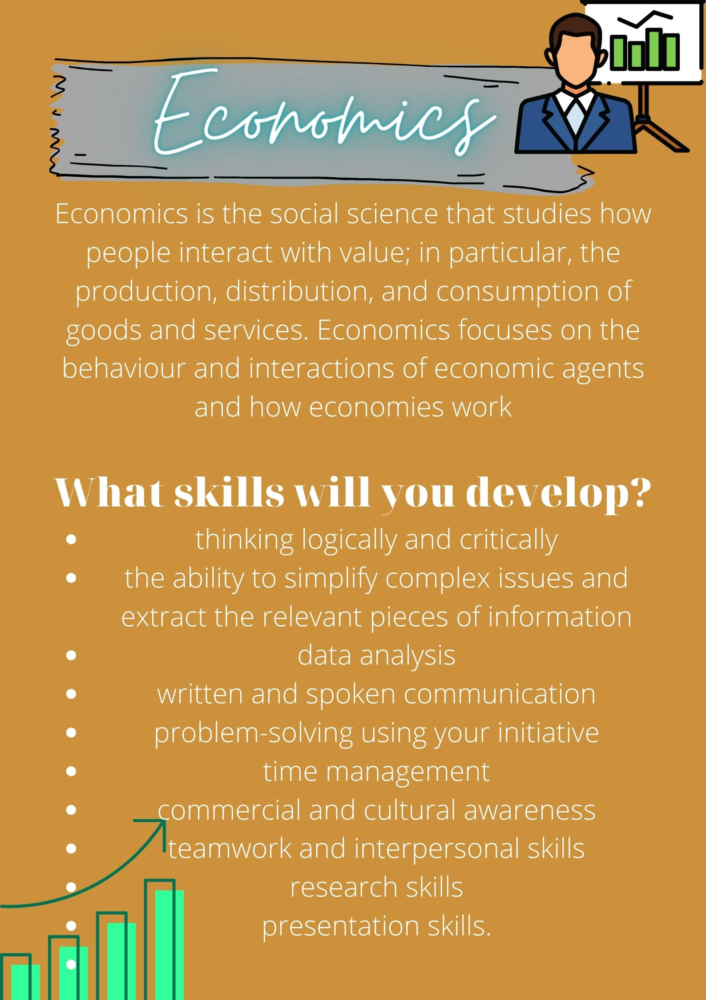 Economics
Economics is the social science that studies how
people interact with value; in particular, the
production, distribution, and consumption of
goods and services. Economics focuses on the
behaviour and interactions of economic agents
and how economies work
What skills will you develop?
• thinking logically and critically
• the ability to simplify complex issues and
extract the relevant pieces of information
• data analysis
• written and spoken communication
• problem-solving using your initiative
• time management
• commercial and cultural awareness
• teamwork and interpersonal skills
• research skills
• presentation skills.
•